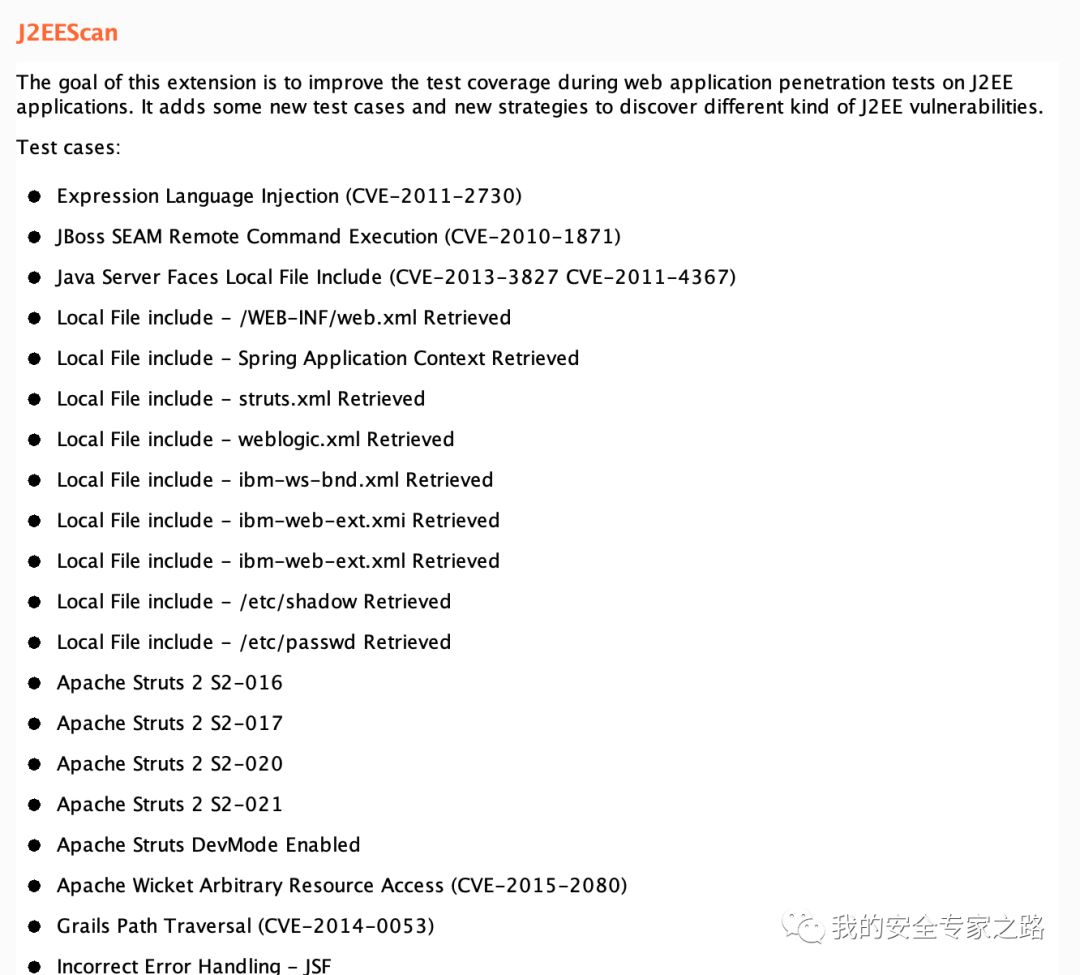 J2EEScan
The goal of this extension is to improve the test coverage during web application penetration tests on J2EE
applications. It adds some new test cases and new strategies to discover different kind of J2EE vulnerabilities.
Test cases:
● Expression Language Injection (CVE-2011-2730)
● JBoss SEAM Remote Command Execution (CVE-2010-1871)
● Java Server Faces Local File Include (CVE-2013-3827 CVE-2011-4367)
● Local File include - /WEB-INF/web.xml Retrieved
● Local File include - Spring Application Context Retrieved
● Local File include - struts.xml Retrieved
● Local File include - weblogic.xml Retrieved
● Local File include - ibm-ws-bnd.xml Retrieved
● Local File include - ibm-web-ext.xmi Retrieved
● Local File include - ibm-web-ext.xml Retrieved
● Local File include - /etc/shadow Retrieved
● Local File include - /etc/passwd Retrieved
● Apache Struts 2 S2-016
● Apache Struts 2 S2-017
● Apache Struts 2 S2-020
● Apache Struts 2 S2-021
● Apache Struts DevMode Enabled
● Apache Wicket Arbitrary Resource Access (CVE-2015-2080)
● Grails Path Traversal (CVE-2014-0053)
我的安全专家之路
● Incorrect Error Handling - JSF